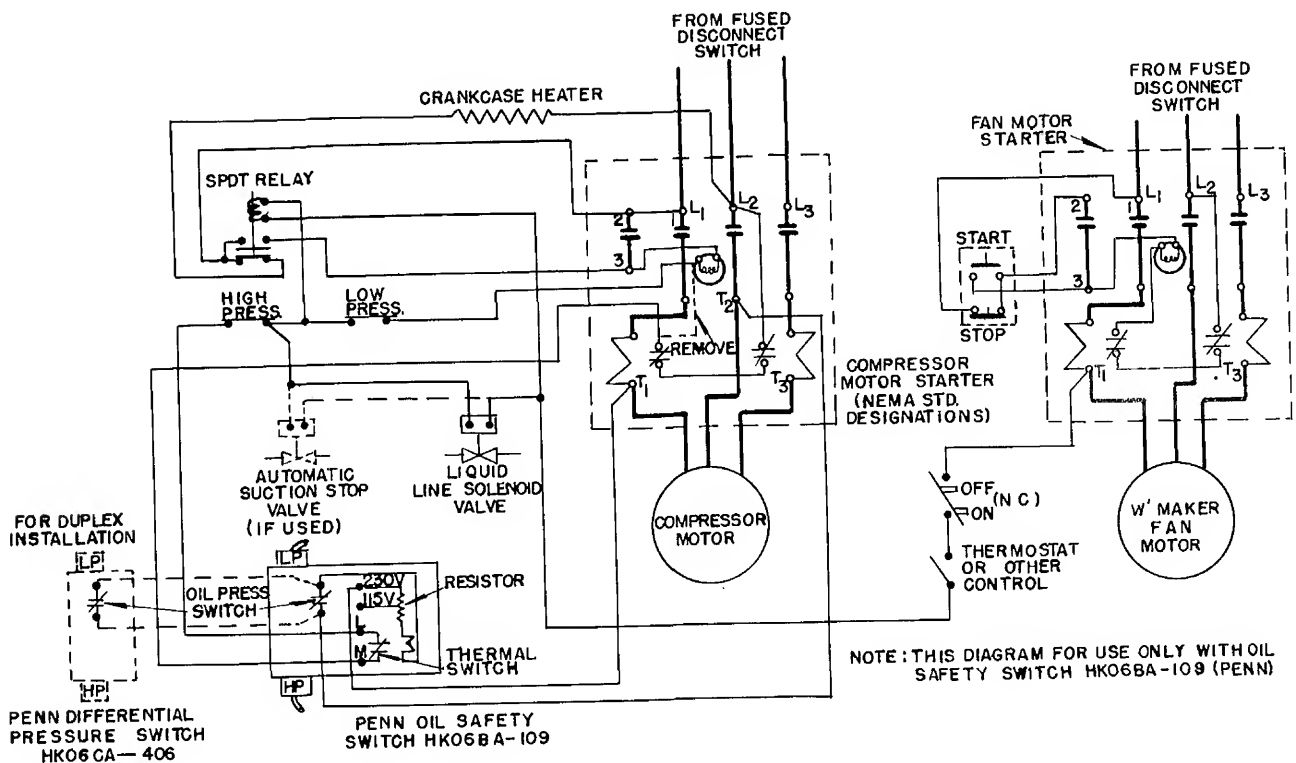 FROM FUSED
DISCONNECT
SWITCH
CRANKCASE HEATER
FROM FUSED
DISCONNECT
SWITCH
FAN MOTOR
STARTER
SPDT RELAY
2
L1
L2
L3
3
2
1
L1
L2
L3
3
START
STOP
HIGH
PRESS.
LOW
PRESS.
T2
REMOVE
T1
T3
COMPRESSOR
MOTOR STARTER
(NEMA STD.
DESIGNATIONS)
T1
T3
AUTOMATIC
SUCTION STOP
VALVE
(IF USED)
LIQUID
LINE SOLENOID
VALVE
COMPRESSOR
MOTOR
OFF
(NC)
ON
W' MAKER
FAN
MOTOR
THERMOSTAT
OR OTHER
CONTROL
FOR DUPLEX
INSTALLATION
LP
LP
OIL PRESS
SWITCH
230V
115V
RESISTOR
L
M
THERMAL
SWITCH
HP
HP
NOTE: THIS DIAGRAM FOR USE ONLY WITH OIL
SAFETY SWITCH HK06BA-109 (PENN)
PENN DIFFERENTIAL
PRESSURE SWITCH
HK06CA—406
PENN OIL SAFETY
SWITCH HK06BA-109